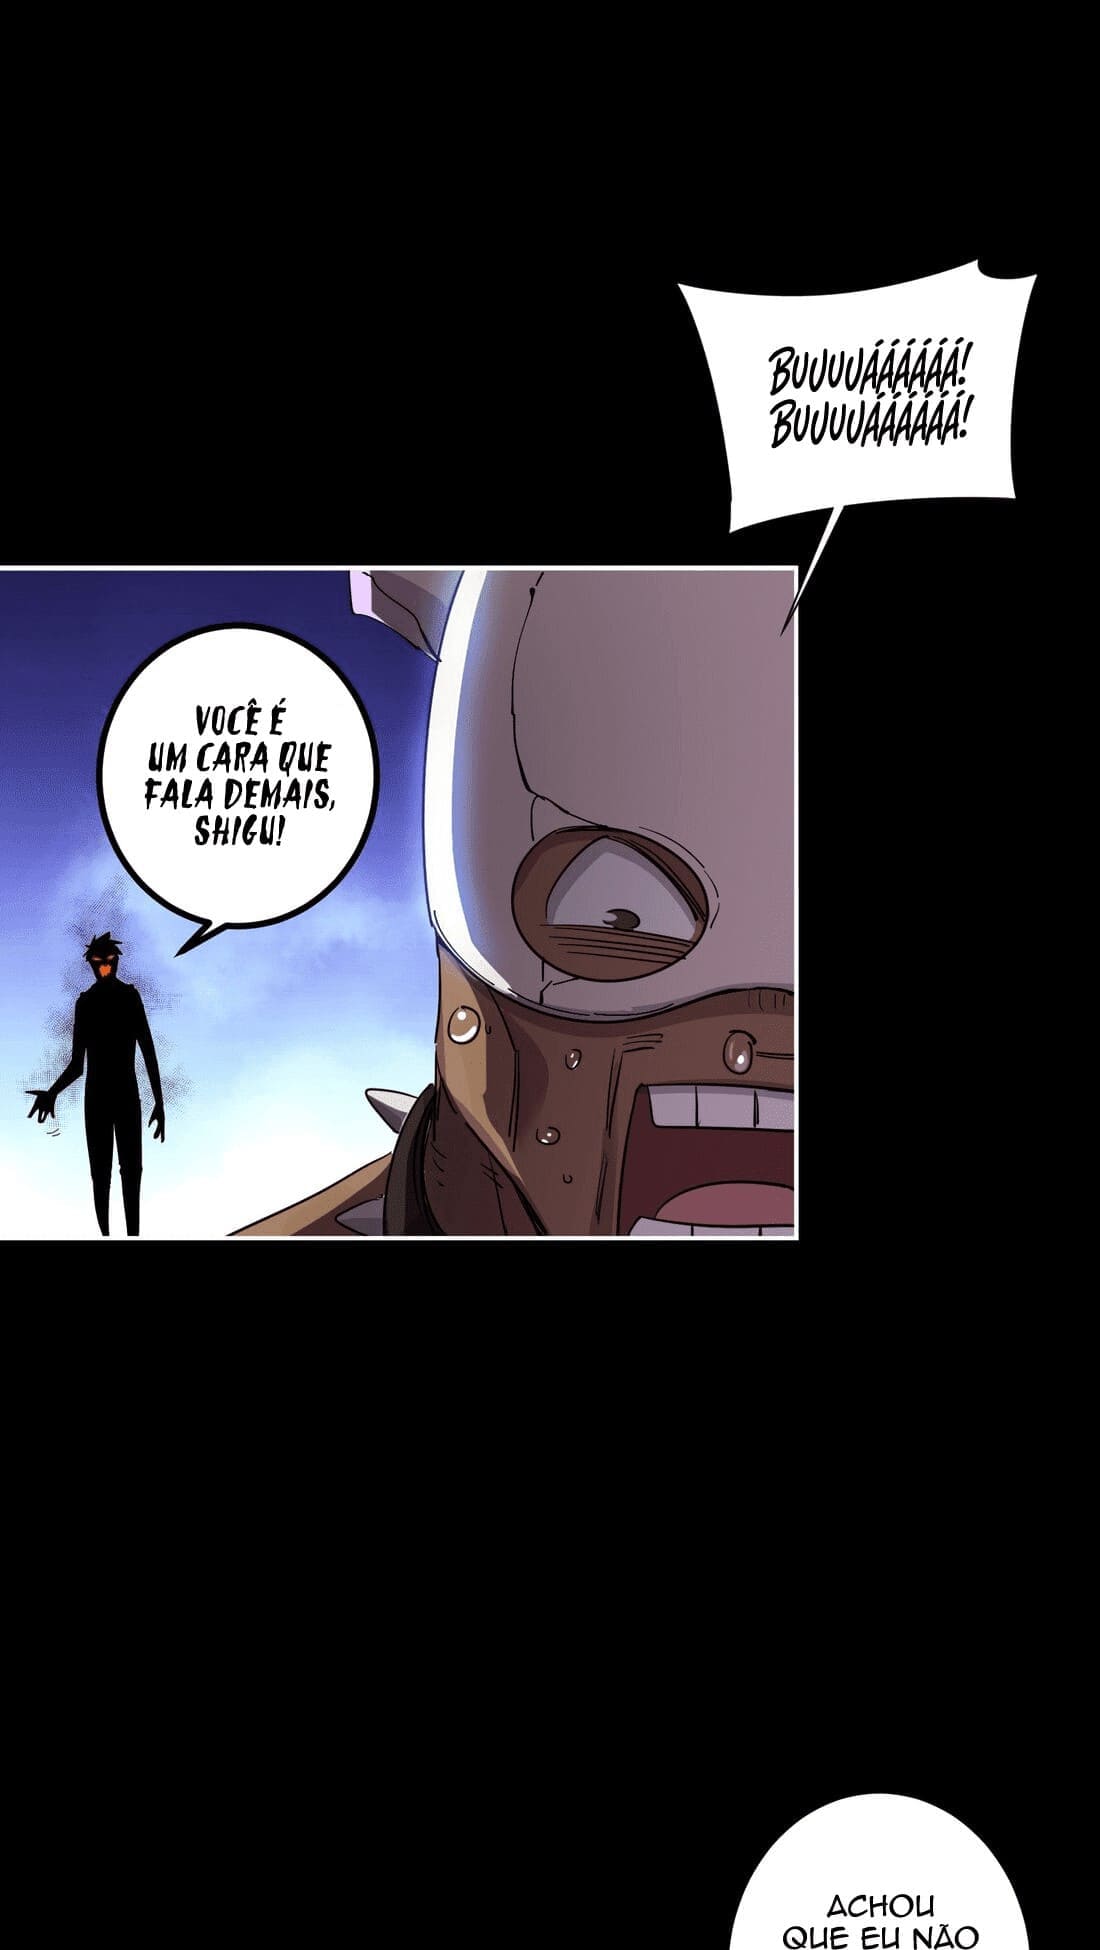 BUUUUÁÁÁÁÁÁ!
BUUUUÁÁÁÁÁÁ!
VOCÊ É
UM CARA QUE
FALA DEMAIS,
SHIGU!
ACHOU
QUE EU NÃO